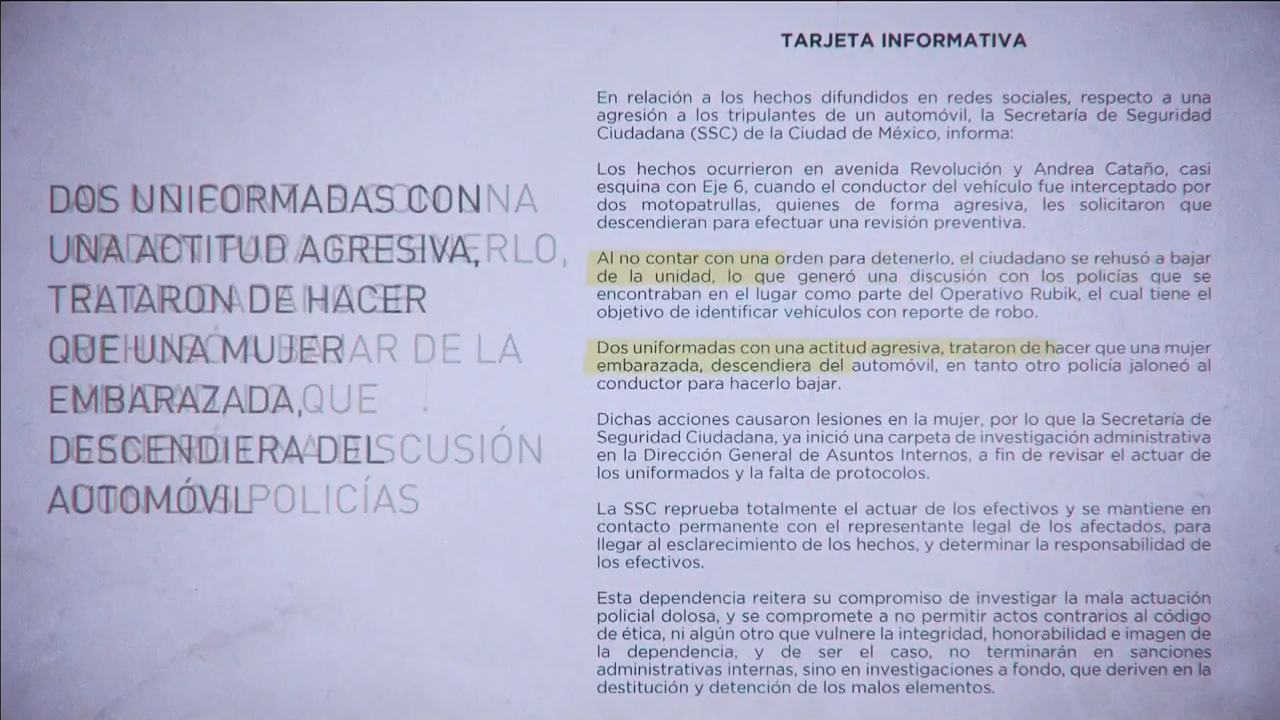 DOS UNIFORMADAS CON
UNA ACTITUD AGRESIVA,
TRATARON DE HACER
QUE UNA MUJER
EMBARAZADA,
DESCENDIERA DEL
AUTOMÓVIL
TARJETA INFORMATIVA
En relación a los hechos difundidos en redes sociales, respecto a una
agresión a los tripulantes de un automóvil, la Secretaría de Seguridad
Ciudadana (SSC) de la Ciudad de México, informa:
Los hechos ocurrieron en avenida Revolución y Andrea Cataño, casi
esquina con Eje 6, cuando el conductor del vehículo fue interceptado por
dos motopatrullas, quienes de forma agresiva, les solicitaron que
descendieran para efectuar una revisión preventiva.
Al no contar con una orden para detenerlo, el ciudadano se rehusó a bajar
de la unidad, lo que generó una discusión con los policías que se
encontraban en el lugar como parte del Operativo Rubik, el cual tiene el
objetivo de identificar vehículos con reporte de robo.
Dos uniformadas con una actitud agresiva, trataron de hacer que una mujer
embarazada, descendiera del automóvil, en tanto otro policía jaloneó al
conductor para hacerlo bajar.
Dichas acciones causaron lesiones en la mujer, por lo que la Secretaría de
Seguridad Ciudadana, ya inició una carpeta de investigación administrativa
en la Dirección General de Asuntos Internos, a fin de revisar el actuar de
los uniformados y la falta de protocolos.
La SSC reprueba totalmente el actuar de los efectivos y se mantiene en
contacto permanente con el representante legal de los afectados, para
llegar al esclarecimiento de los hechos, y determinar la responsabilidad de
los efectivos.
Esta dependencia reitera su compromiso de investigar la mala actuación
policial dolosa, y se compromete a no permitir actos contrarios al código
de ética, ni algún otro que vulnere la integridad, honorabilidad e imagen de
la dependencia, y de ser el caso, no terminarán en sanciones
administrativas internas, sino en investigaciones a fondo, que deriven en la
destitución y detención de los malos elementos.